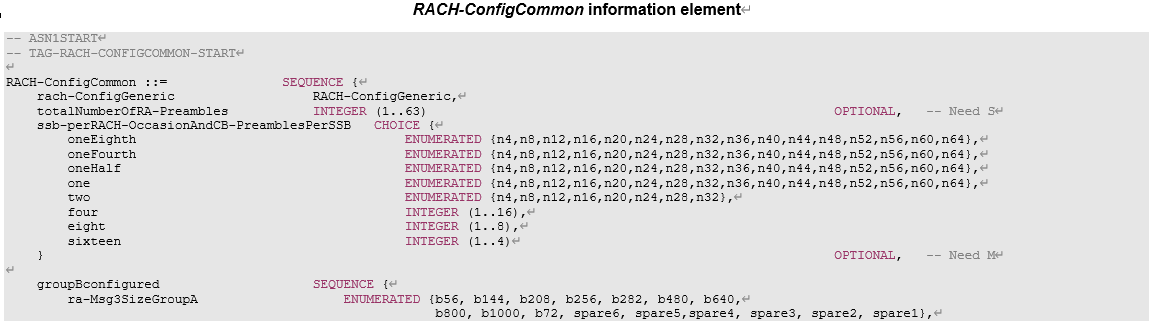 RACH-ConfigCommon information element
-- ASN1START
-- TAG-RACH-CONFIGCOMMON-START
RACH-ConfigCommon ::= SEQUENCE {
rach-ConfigGeneric RACH-ConfigGeneric,
totalNumberOfRA-Preambles INTEGER (1..63) OPTIONAL, -- Need S
ssb-perRACH-OccasionAndCB-PreamblesPerSSB CHOICE {
oneEighth ENUMERATED {n4,n8,n12,n16,n20,n24,n28,n32,n36,n40,n44,n48,n52,n56,n60,n64},
oneFourth ENUMERATED {n4,n8,n12,n16,n20,n24,n28,n32,n36,n40,n44,n48,n52,n56,n60,n64},
oneHalf ENUMERATED {n4,n8,n12,n16,n20,n24,n28,n32,n36,n40,n44,n48,n52,n56,n60,n64},
one ENUMERATED {n4,n8,n12,n16,n20,n24,n28,n32,n36,n40,n44,n48,n52,n56,n60,n64},
two ENUMERATED {n4,n8,n12,n16,n20,n24,n28,n32},
four INTEGER (1..16),
eight INTEGER (1..8),
sixteen INTEGER (1..4)
} OPTIONAL, -- Need M
groupBconfigured SEQUENCE {
ra-Msg3SizeGroupA ENUMERATED {b56, b144, b208, b256, b282, b480, b640,
b800, b1000, b72, spare6, spare5,spare4, spare3, spare2, spare1},